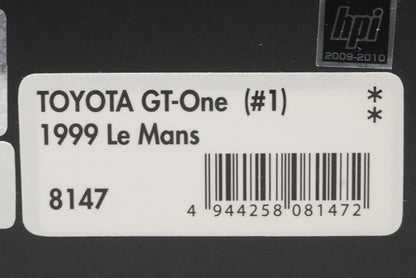 hpi
2009-2010
TOYOTA GT-One (#1) *
1999 Le Mans *
8147
4 944258 081472